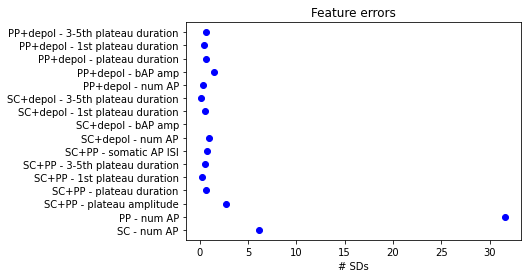 Feature errors
PP+depol - 3-5th plateau duration
PP+depol - 1st plateau duration
PP+depol - plateau duration
PP+depol - bAP amp
PP+depol - num AP
SC+depol - 3-5th plateau duration
SC+depol - 1st plateau duration
SC+depol - bAP amp
SC+depol - num AP
SC+PP - somatic AP ISI
SC+PP - 3-5th plateau duration
SC+PP - 1st plateau duration
SC+PP - plateau duration
SC+PP - plateau amplitude
PP - num AP
SC - num AP
0 5 10 15 20 25 30
# SDs